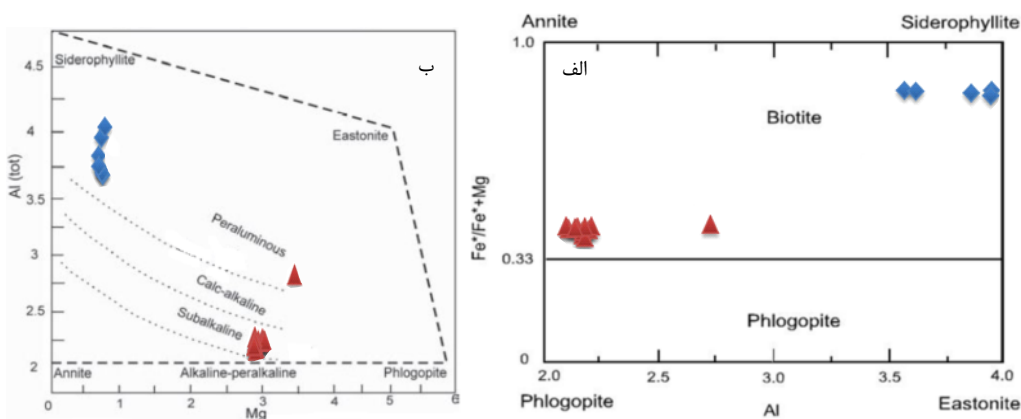 ب
Siderophyllite
Eastonite
Peraluminous
Calc-alkaline
Subalkaline
Annite
Alkaline-peralkaline
Phlogopite
Al (tot)
4.5
4
3.5
3
2.5
2
0
1
2
3
4
5
6
Mg
Annite
Siderophyllite
الف
Biotite
Phlogopite
Fe*/Fe*+Mg
1.0
0.33
0
2.0
2.5
3.0
3.5
4.0
Phlogopite
Al
Eastonite